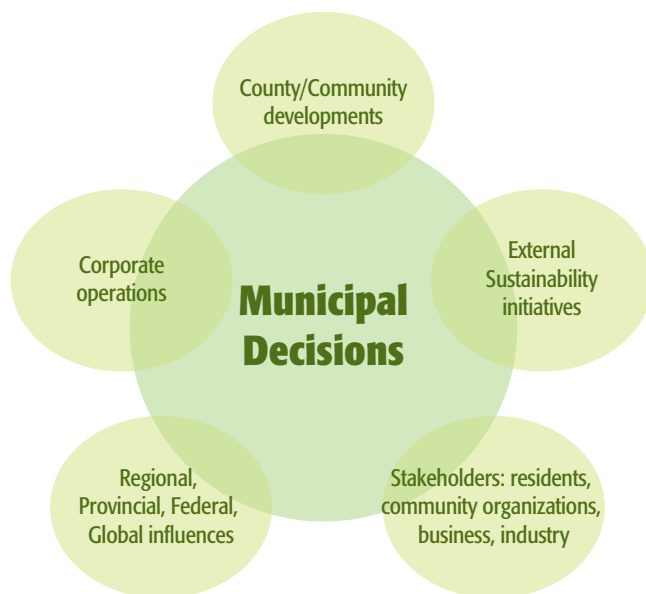 County/Community
developments
Corporate
operations
External
Sustainability
initiatives
Municipal
Decisions
Regional,
Provincial, Federal,
Global influences
Stakeholders: residents,
community organizations,
business, industry